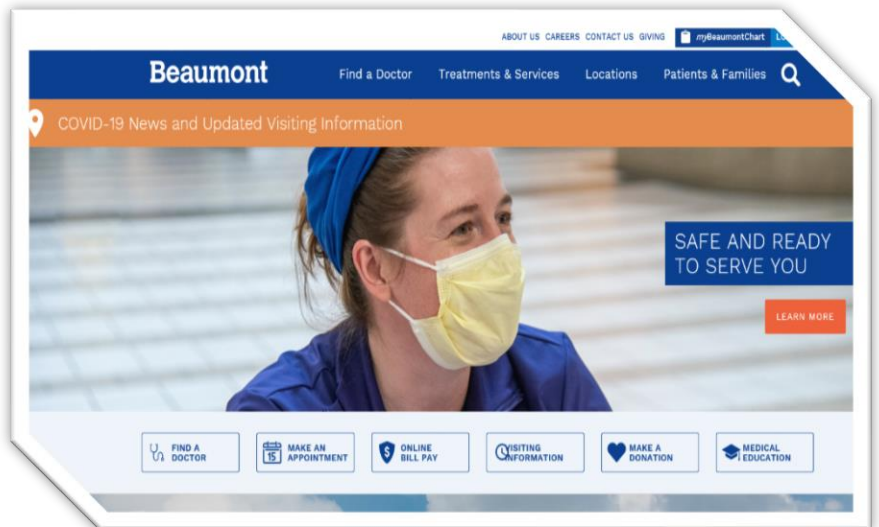 ABOUT US CAREERS CONTACT US GIVING myBeaumontChart
Beaumont Find a Doctor Treatments & Services Locations Patients & Families
COVID-19 News and Updated Visiting Information
SAFE AND READY
TO SERVE YOU
LEARN MORE
FIND A
DOCTOR
15
MAKE AN
APPOINTMENT
$
ONLINE
BILL PAY
VISITING
INFORMATION
MAKE A
DONATION
MEDICAL
EDUCATION